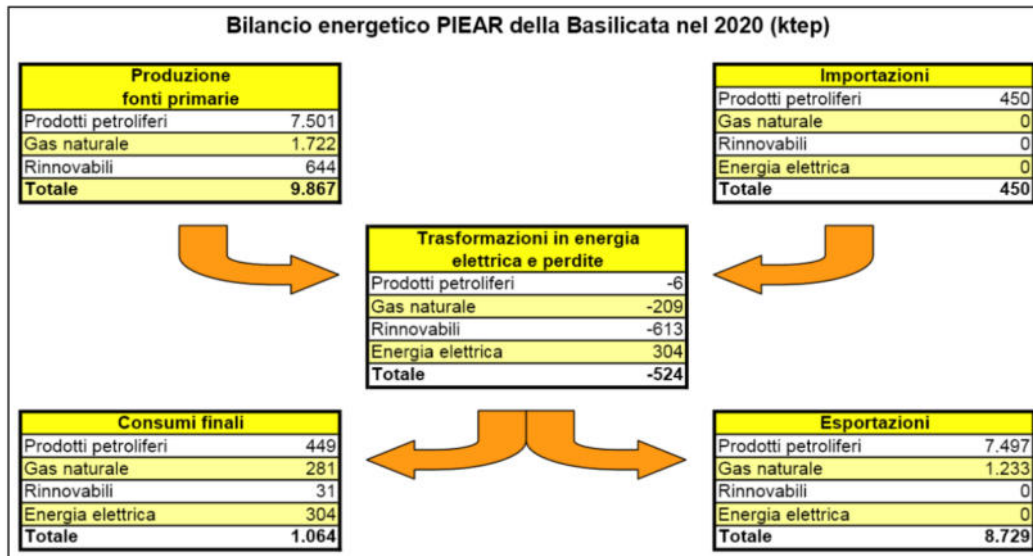 Bilancio energetico PIEAR della Basilicata nel 2020 (ktep)
Produzione
fonti primarie
Prodotti petroliferi 7.501
Gas naturale 1.722
Rinnovabili 644
Totale 9.867
Importazioni
Prodotti petroliferi 450
Gas naturale 0
Rinnovabili 0
Energia elettrica 0
Totale 450
Trasformazioni in energia
elettrica e perdite
Prodotti petroliferi -6
Gas naturale -209
Rinnovabili -613
Energia elettrica 304
Totale -524
Consumi finali
Prodotti petroliferi 449
Gas naturale 281
Rinnovabili 31
Energia elettrica 304
Totale 1.064
Esportazioni
Prodotti petroliferi 7.497
Gas naturale 1.233
Rinnovabili 0
Energia elettrica 0
Totale 8.729